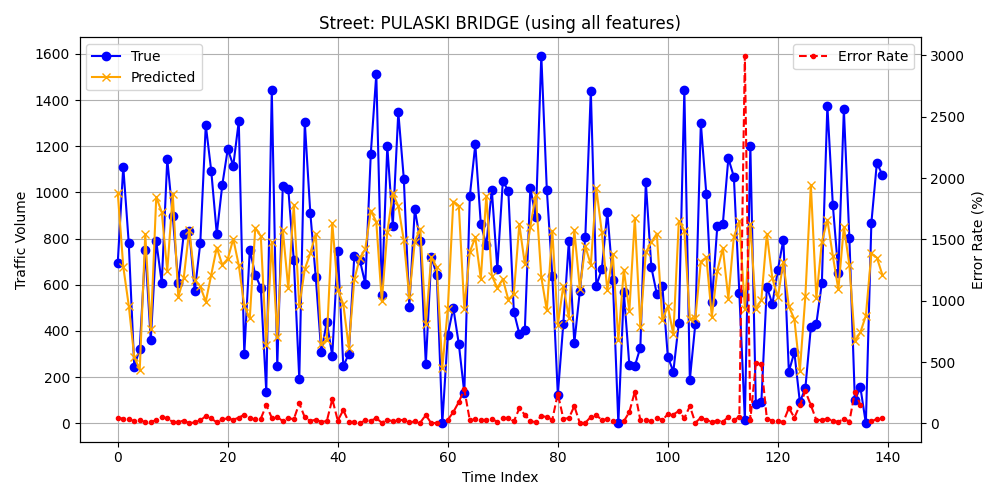 Street: PULASKI BRIDGE (using all features)
True
Predicted
Error Rate
1600
1400
1200
1000
800
600
400
200
0
Traffic Volume
3000
2500
2000
1500
1000
500
0
Error Rate (%)
0 20 40 60 80 100 120 140
Time Index